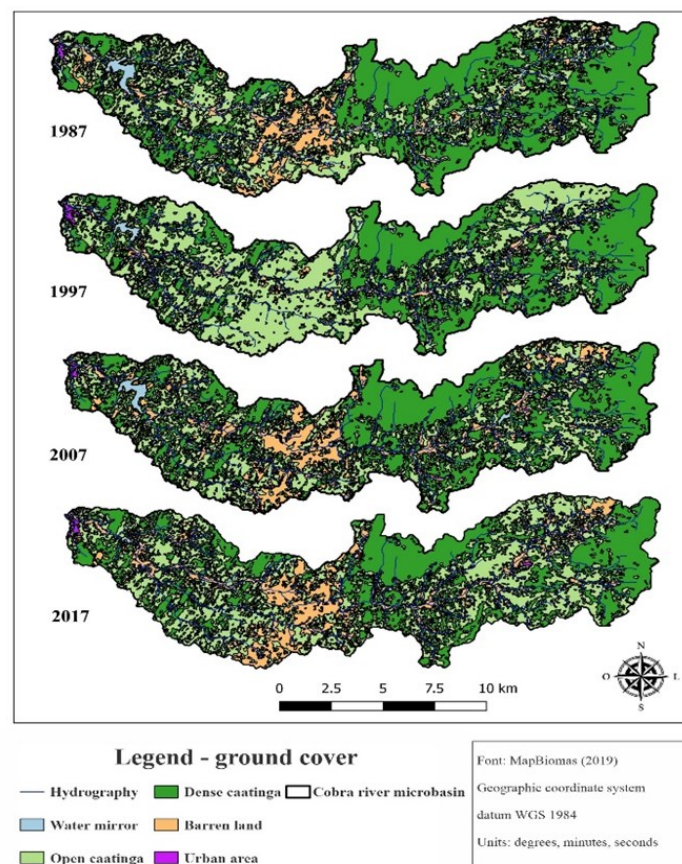 1987
1997
2007
2017
N
O L
S
0 2.5 5 7.5 10 km
Legend - ground cover
Hydrography Dense caatinga Cobra river microbasin
Water mirror Barren land
Open caatinga Urban area
Font: MapBiomas (2019)
Geographic coordinate system
datum WGS 1984
Units: degrees, minutes, seconds